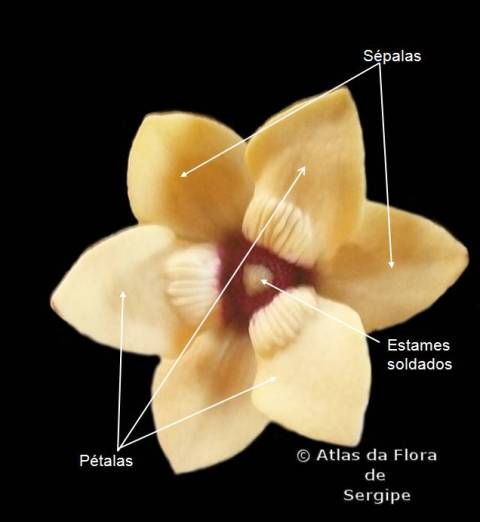 Sépalas
Estames
soldados
Pétalas
© Atlas da Flora
de
Sergipe